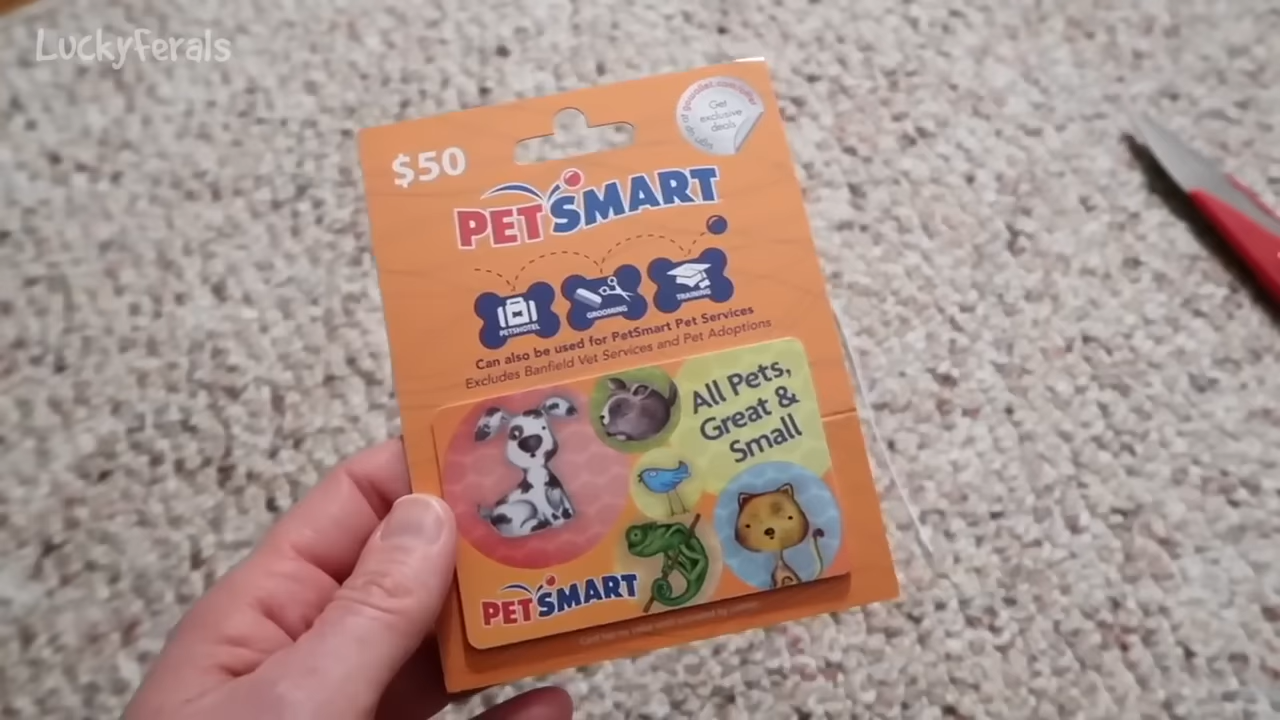 LuckyFerals
Get
exclusive
deals
$50
PETSMART
PETSHOTEL
GROOMING
TRAINING
Can also be used for PetSmart Pet Services
Excludes Banfield Vet Services and Pet Adoptions
All Pets,
Great &
Small
PETSMART